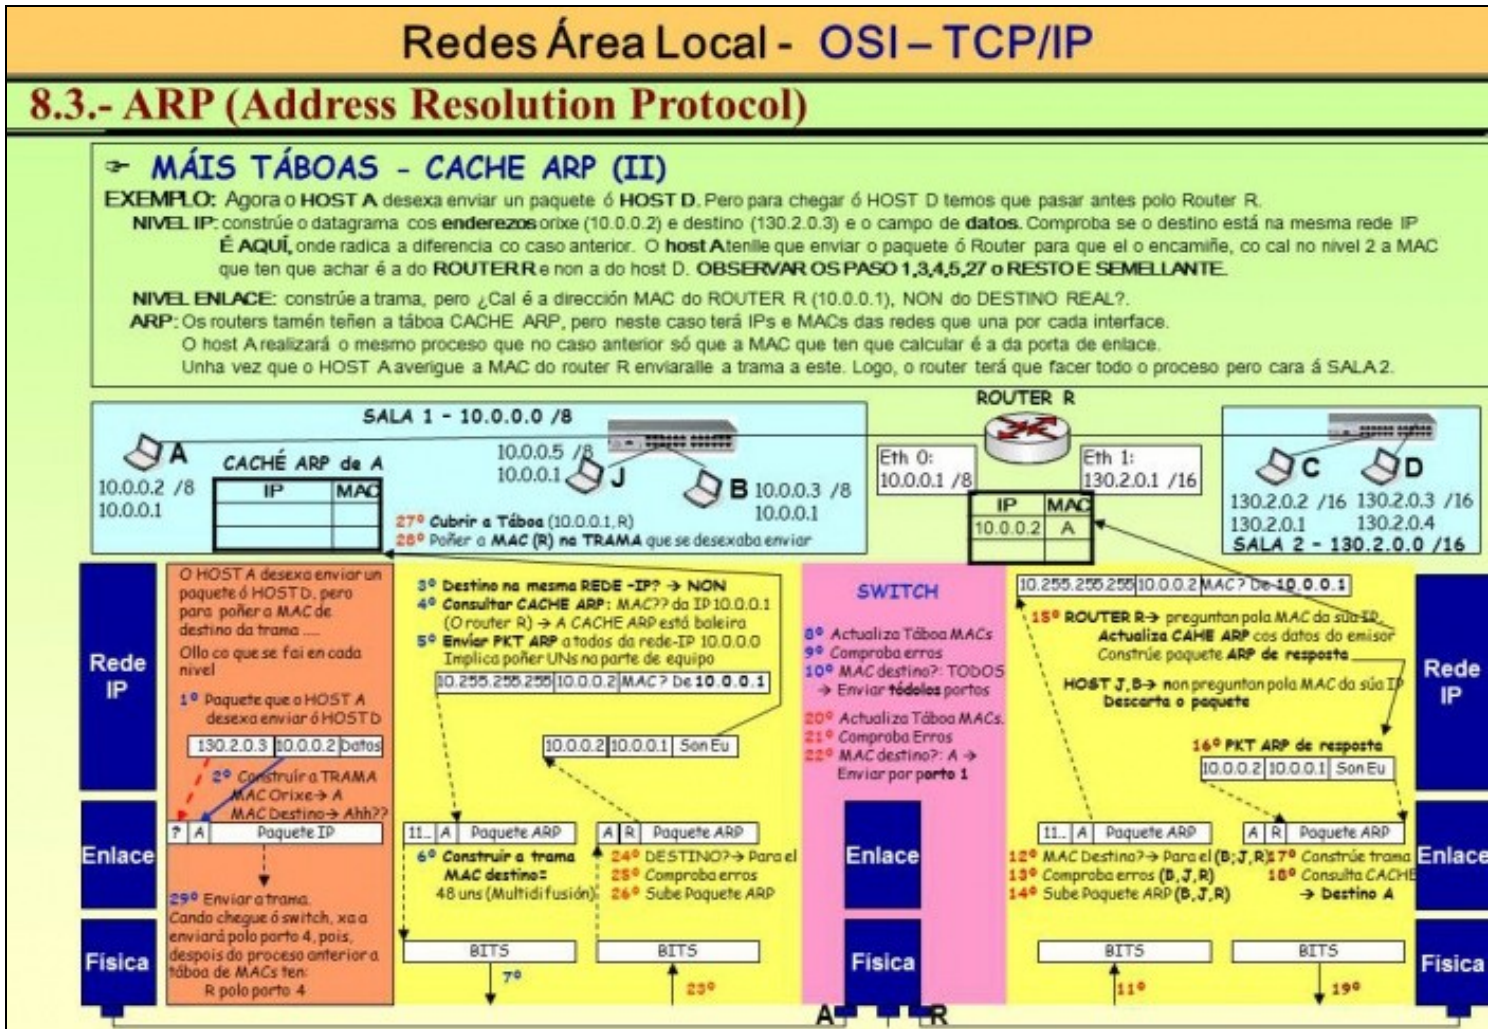 Redes Área Local - OSI – TCP/IP
8.3.- ARP (Address Resolution Protocol)
☞ MÁIS TÁBOAS - CACHE ARP (II)
EXEMPLO: Agora o HOST A desexa enviar un paquete ó HOST D. Pero para chegar ó HOST D temos que pasar antes polo Router R.
NIVEL IP: constrúe o datagrama cos enderezos orixe (10.0.0.2) e destino (130.2.0.3) e o campo de datos. Comproba se o destino está na mesma rede IP
É AQUÍ, onde radica a diferencia co caso anterior. O host A tenlle que enviar o paquete ó Router para que el o encamiñe, co cal no nivel 2 a MAC
que ten que achar é a do ROUTER R e non a do host D. OBSERVAR OS PASO 1,3,4,5,27 o RESTO E SEMELLANTE.
NIVEL ENLACE: constrúe a trama, pero ¿Cal é a dirección MAC do ROUTER R (10.0.0.1), NON do DESTINO REAL?.
ARP: Os routers tamén teñen a táboa CACHE ARP, pero neste caso terá IPs e MACs das redes que una por cada interface.
O host A realizará o mesmo proceso que no caso anterior só que a MAC que ten que calcular é a da porta de enlace.
Unha vez que o HOST A averigue a MAC do router R enviaralle a trama a este. Logo, o router terá que facer todo o proceso pero cara á SALA 2.
SALA 1 - 10.0.0.0 /8
A
10.0.0.2 /8
10.0.0.1
CACHÉ ARP de A
IP MAC
10.0.0.5 /8
10.0.0.1
J
B
10.0.0.3 /8
10.0.0.1
27º Cubrir a Táboa (10.0.0.1,R)
28º Poñer a MAC (R) na TRAMA que se desexaba enviar
ROUTER R
Eth 0:
10.0.0.1 /8
Eth 1:
130.2.0.1 /16
IP MAC
10.0.0.2 A
C
130.2.0.2 /16
130.2.0.1
D
130.2.0.3 /16
130.2.0.4
SALA 2 - 130.2.0.0 /16
Rede
IP
Enlace
Física
O HOST A desexa enviar un
paquete ó HOST D, pero
para poñer a MAC de
destino da trama ....
Ollo co que se fai en cada
nivel
1º Paquete que o HOST A
desexa enviar ó HOST D
130.2.0.3 10.0.0.2 Datos
2º Construír a TRAMA
MAC Orixe→ A
MAC Destino→ Ahh??
? A Paquete IP
29º Enviar a trama.
Cando chegue ó switch, xa a
enviará polo porto 4, pois,
despois do proceso anterior a
táboa de MACs ten:
R polo porto 4
3º Destino na mesma REDE -IP? → NON
4º Consultar CACHE ARP: MAC?? da IP 10.0.0.1
(O router R) → A CACHE ARP está baleira
5º Envíar PKT ARP a todos da rede-IP 10.0.0.0
Implica poñer UNs na parte de equipo
10.255.255.255 10.0.0.2 MAC? De 10.0.0.1
10.0.0.2 10.0.0.1 Son Eu
11.. A Paquete ARP
6º Construir a trama
MAC destino=
48 uns (Multidifusión)
A R Paquete ARP
24º DESTINO?→ Para el
25º Comproba erros
26º Sube Paquete ARP
BITS
7º
BITS
23º
SWITCH
8º Actualiza Táboa MACs
9º Comproba erros
10º MAC destino?: TODOS
→ Enviar tódolos portos
20º Actualiza Táboa MACs.
21º Comproba Erros
22º MAC destino?: A →
Enviar por porto 1
Enlace
Física
A
R
10.255.255.255 10.0.0.2 MAC? De 10.0.0.1
15º ROUTER R→ preguntan pola MAC da súa IP.
Actualiza CAHE ARP cos datos do emisor
Constrúe paquete ARP de resposta
HOST J,B→ non preguntan pola MAC da súa IP
Descarta o paquete
16º PKT ARP de resposta
10.0.0.2 10.0.0.1 Son Eu
11.. A Paquete ARP
12º MAC Destino?→ Para el (B;J,R)
13º Comproba erros (B,J,R)
14º Sube Paquete ARP (B,J,R)
A R Paquete ARP
17º Constrúe trama
18º Consulta CACHE
→ Destino A
BITS
11º
BITS
19º
Rede
IP
Enlace
Física